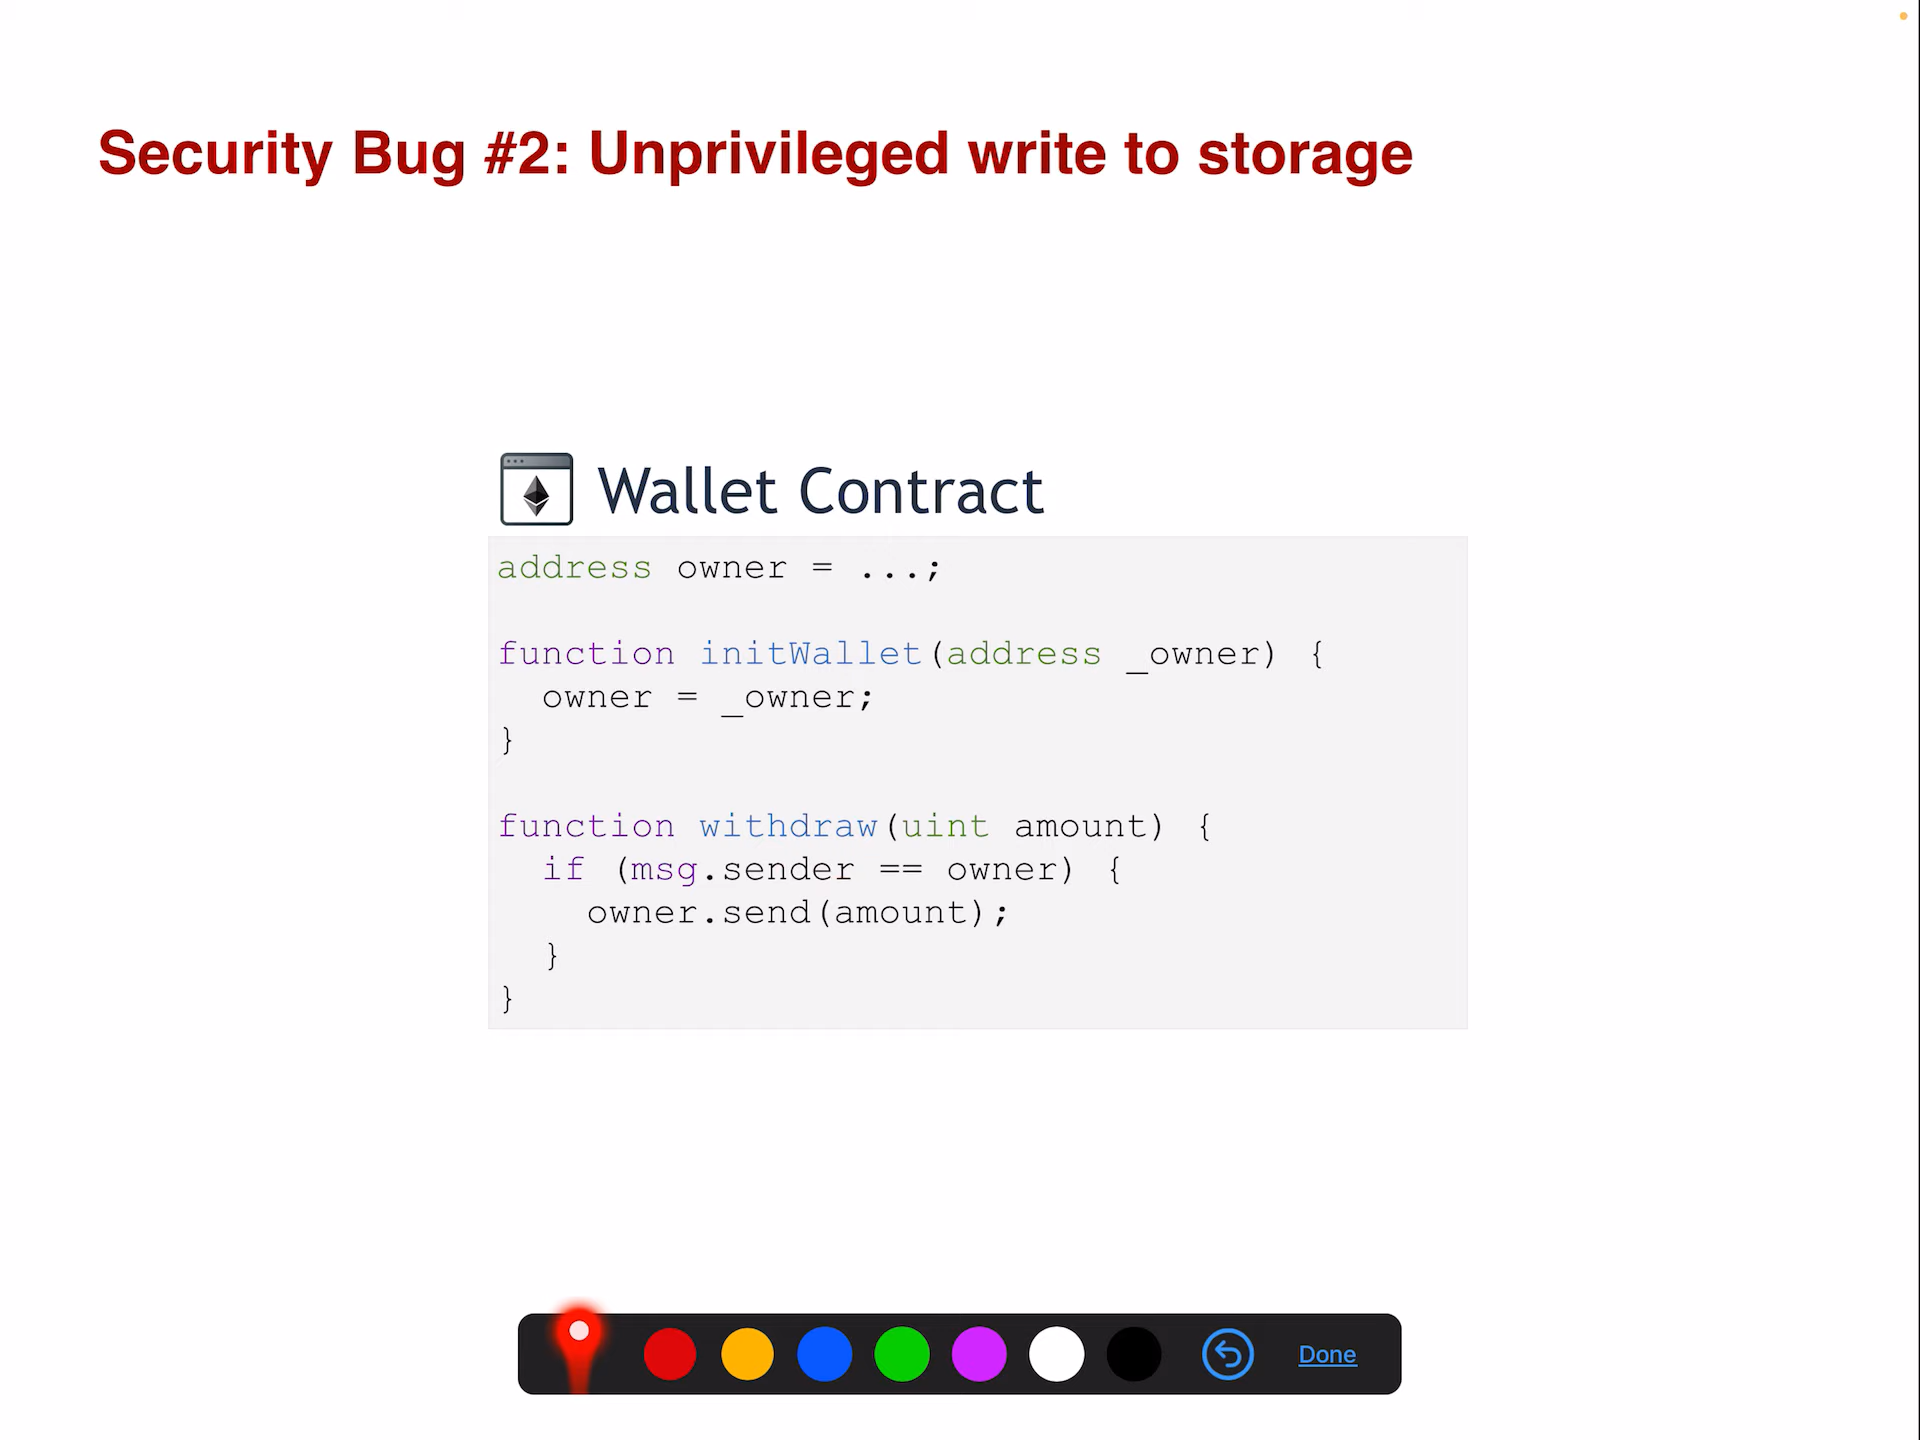 Security Bug #2: Unprivileged write to storage
Wallet Contract
address owner = ...;
function initWallet(address _owner) {
  owner = _owner;
}
function withdraw(uint amount) {
  if (msg.sender == owner) {
    owner.send(amount);
  }
}
Done